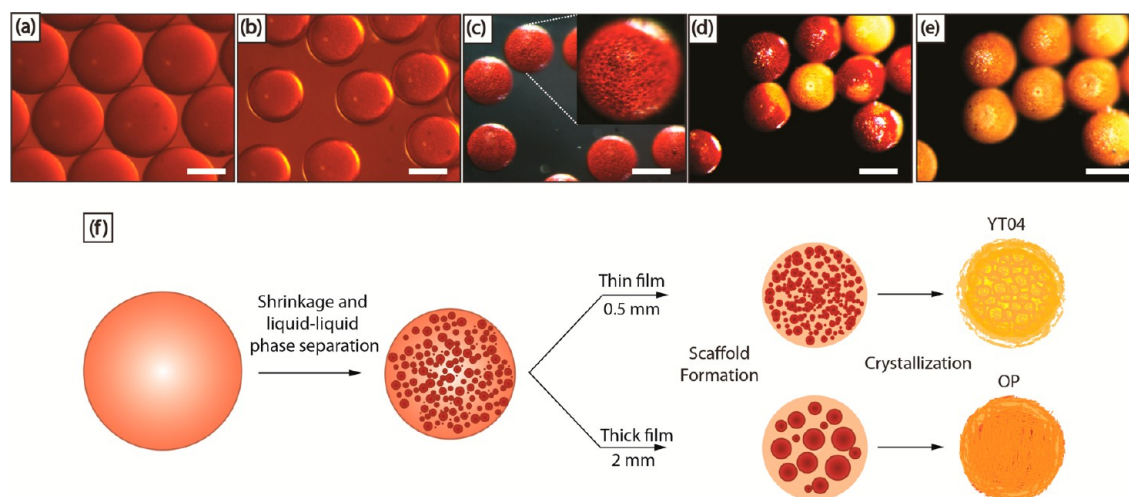 (a)
(b)
(c)
(d)
(e)
(f)
Shrinkage and
liquid-liquid
phase separation
Thin film
0.5 mm
Thick film
2 mm
Scaffold
Formation
Crystallization
YT04
OP